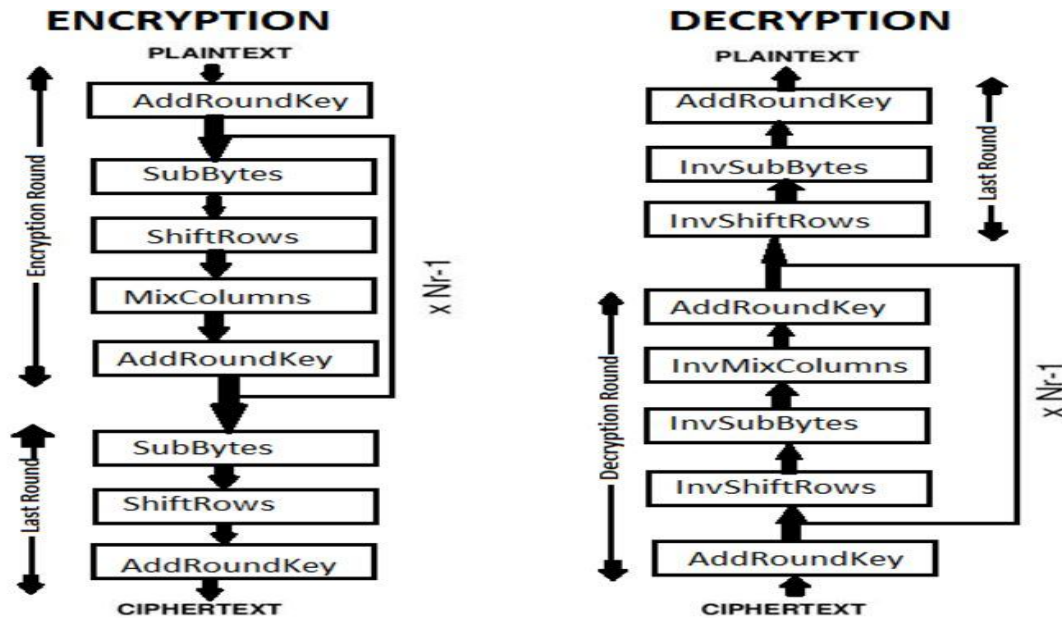 ENCRYPTION
PLAINTEXT
AddRoundKey
SubBytes
ShiftRows
MixColumns
AddRoundKey
SubBytes
ShiftRows
AddRoundKey
CIPHERTEXT
Encryption Round
Last Round
x Nr-1
DECRYPTION
PLAINTEXT
AddRoundKey
InvSubBytes
InvShiftRows
AddRoundKey
InvMixColumns
InvSubBytes
InvShiftRows
AddRoundKey
CIPHERTEXT
Last Round
Decryption Round
x Nr-1